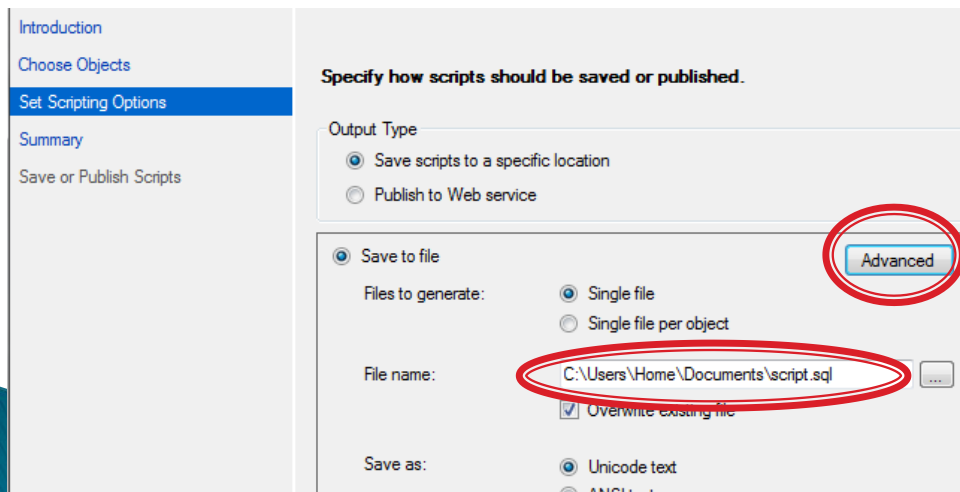 Introduction
Choose Objects
Set Scripting Options
Summary
Save or Publish Scripts
Specify how scripts should be saved or published.
Output Type
Save scripts to a specific location
Publish to Web service
Save to file
Advanced
Files to generate:
Single file
Single file per object
File name:
C:\Users\Home\Documents\script.sql
...
Overwrite existing file
Save as:
Unicode text